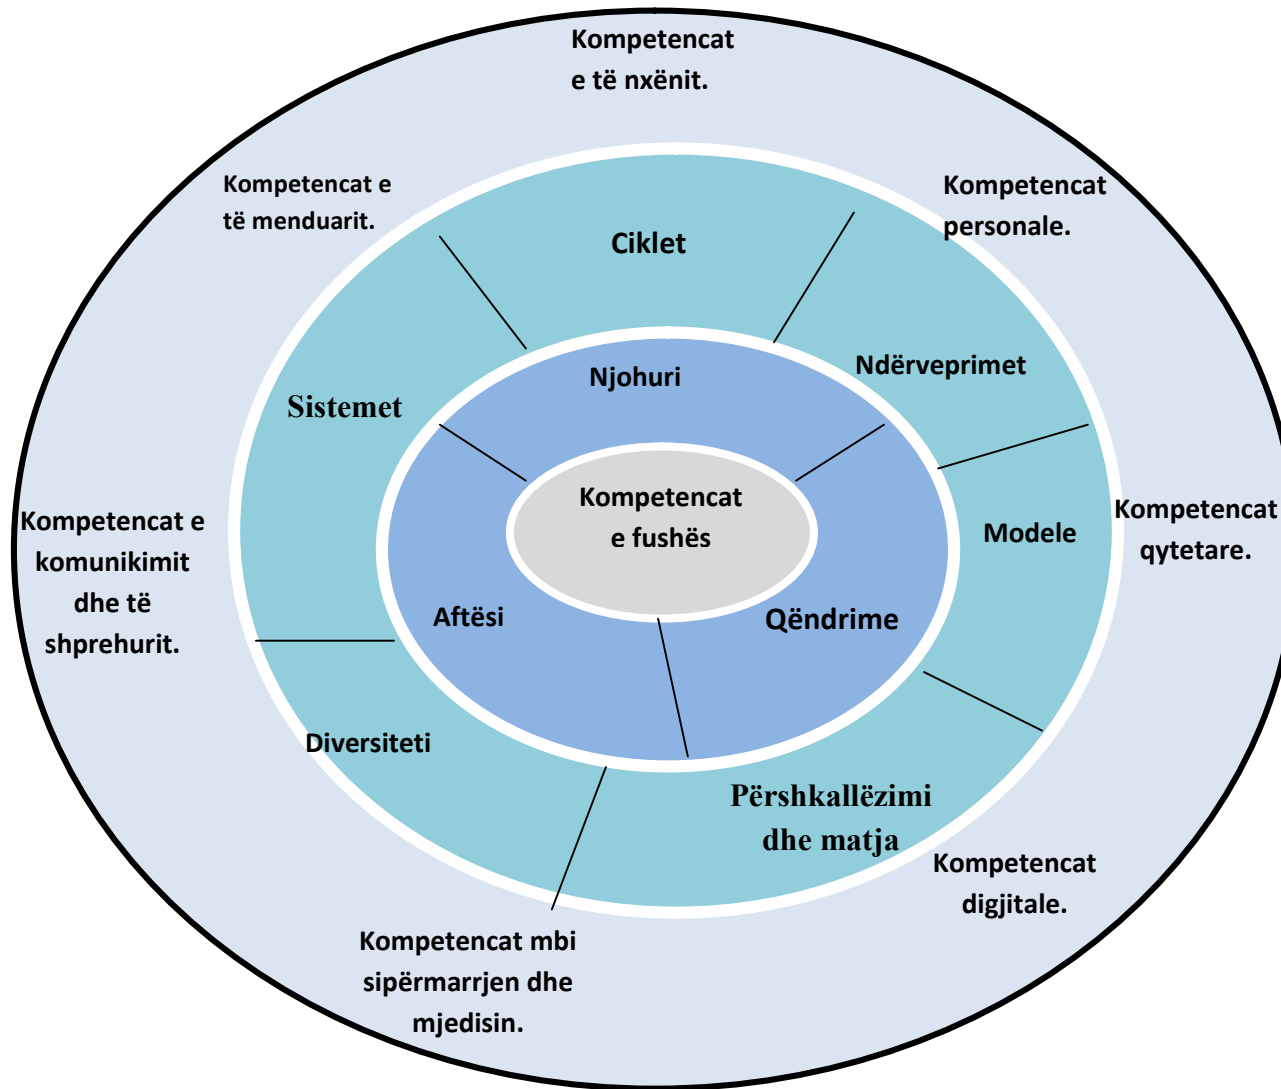 Kompetencat
e të nxënit.
Kompetencat e
të menduarit.
Kompetencat
personale.
Ciklet
Ndërveprimet
Njohuri
Sistemet
Kompetencat
e fushës
Modele
Kompetencat
qytetare.
Kompetencat e
komunikimit
dhe të
shprehurit.
Aftësi
Qëndrime
Diversiteti
Përshkallëzimi
dhe matja
Kompetencat
digjitale.
Kompetencat mbi
sipërmarrjen dhe
mjedisin.